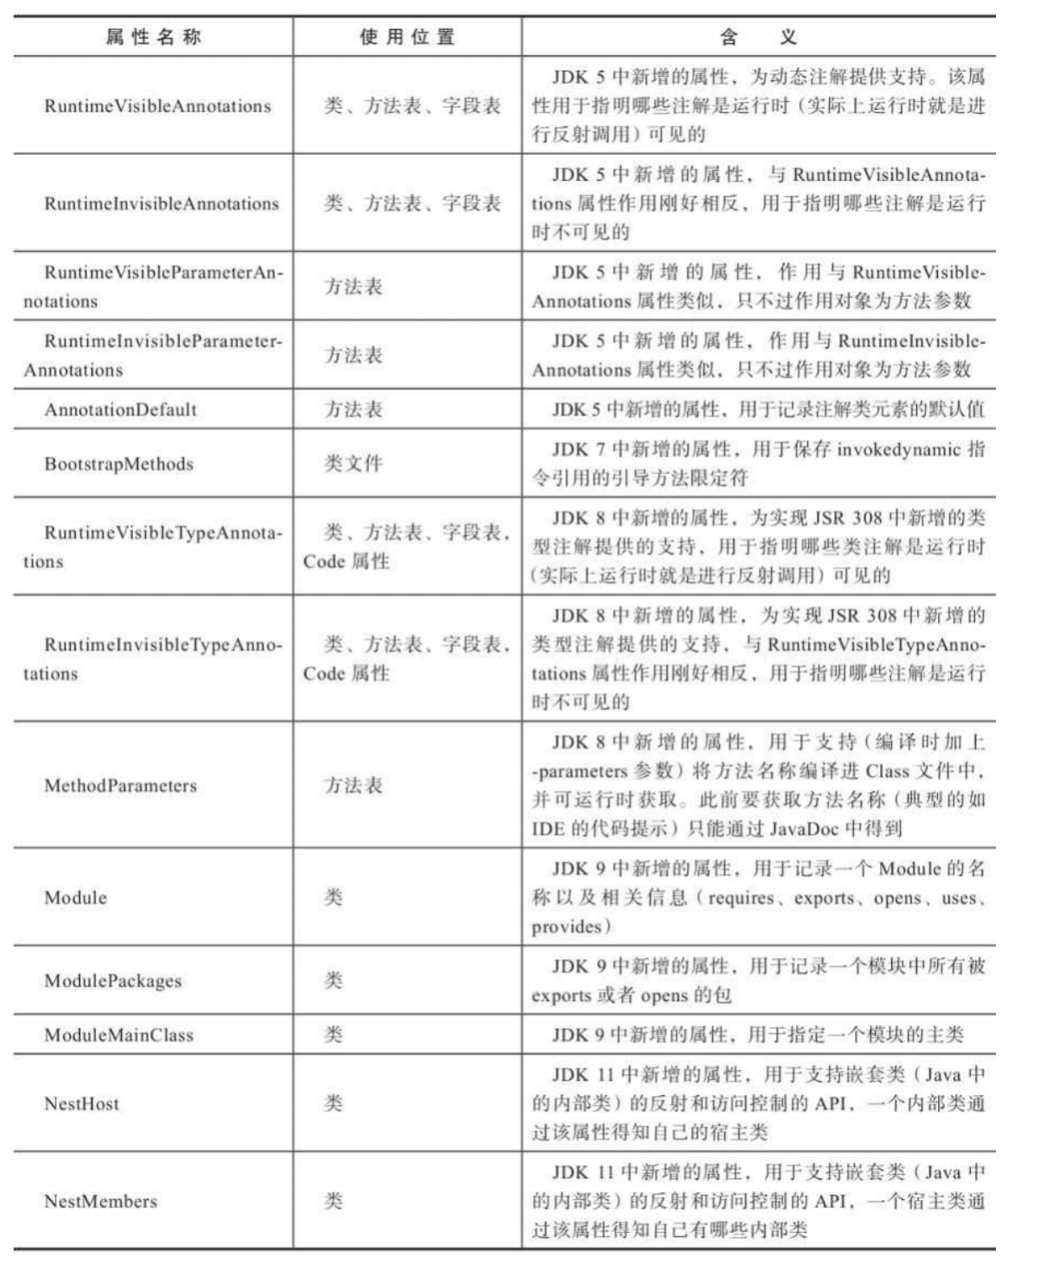 属性名称 使用位置 含 义
RuntimeVisibleAnnotations 类、方法表、字段表 JDK 5 中新增的属性，为动态注解提供支持。该属
性用于指明哪些注解是运行时（实际上运行时就是进
行反射调用）可见的
RuntimeInvisibleAnnotations 类、方法表、字段表 JDK 5 中新增的属性，与 RuntimeVisibleAnnota-
tions 属性作用刚好相反，用于指明哪些注解是运行
时不可见的
RuntimeVisibleParameterAn-
notations
方法表
JDK 5 中新增的属性，作用与 RuntimeVisible-
Annotations 属性类似，只不过作用对象为方法参数
RuntimeInvisibleParameter-
Annotations
方法表
JDK 5 中新增的属性，作用与 RuntimeInvisible-
Annotations 属性类似，只不过作用对象为方法参数
AnnotationDefault 方法表 JDK 5 中新增的属性，用于记录注解类元素的默认值
BootstrapMethods 类文件 JDK 7 中新增的属性，用于保存 invokedynamic 指
令引用的引导方法限定符
RuntimeVisibleTypeAnnota-
tions
类、方法表、字段表，
Code 属性
JDK 8 中新增的属性，为实现 JSR 308 中新增的类
型注解提供的支持，用于指明哪些类注解是运行时
（实际上运行时就是进行反射调用）可见的
RuntimeInvisibleTypeAnno-
tations
类、方法表、字段表，
Code 属性
JDK 8 中新增的属性，为实现 JSR 308 中新增的
类型注解提供的支持，与 RuntimeVisibleTypeAnno-
tations 属性作用刚好相反，用于指明哪些注解是运行
时不可见的
MethodParameters 方法表 JDK 8 中新增的属性，用于支持（编译时加上
-parameters 参数）将方法名称编译进 Class 文件中，
并可运行时获取。此前要获取方法名称（典型的如
IDE 的代码提示）只能通过 JavaDoc 中得到
Module 类 JDK 9 中新增的属性，用于记录一个 Module 的名
称以及相关信息（requires、exports、opens、uses、
provides）
ModulePackages 类 JDK 9 中新增的属性，用于记录一个模块中所有被
exports 或者 opens 的包
ModuleMainClass 类 JDK 9 中新增的属性，用于指定一个模块的主类
NestHost 类 JDK 11 中新增的属性，用于支持嵌套类（Java 中
的内部类）的反射和访问控制的 API，一个内部类通
过该属性得知自己的宿主类
NestMembers 类 JDK 11 中新增的属性，用于支持嵌套类（Java 中
的内部类）的反射和访问控制的 API，一个宿主类通
过该属性得知自己有哪些内部类